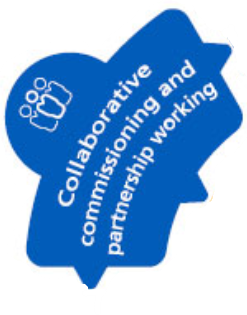 Collaborative
commissioning and
partnership working